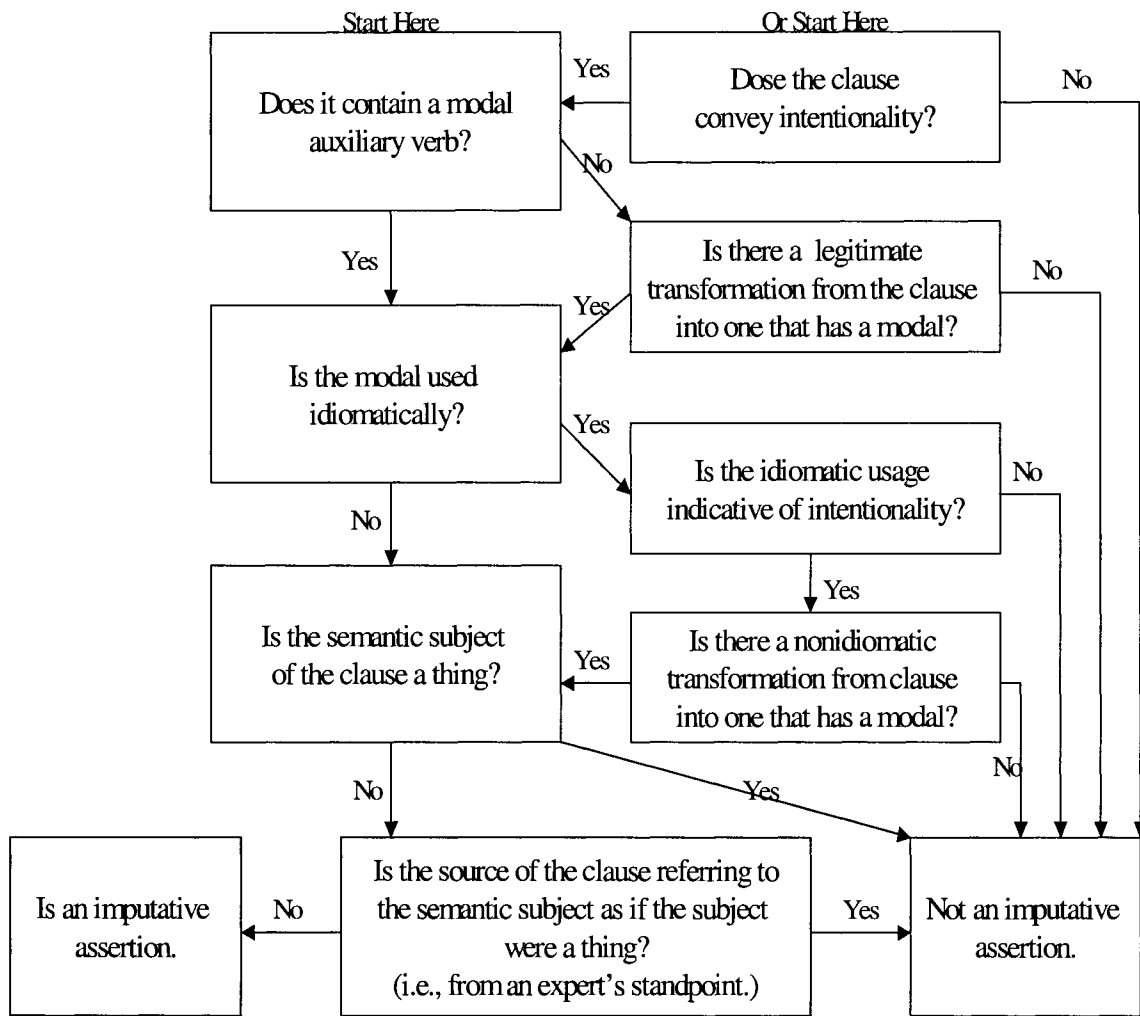 Start Here
Or Start Here
Does it contain a modal
auxiliary verb?
Yes
Dose the clause
convey intentionality?
No
No
Yes
Is there a legitimate
transformation from the clause
into one that has a modal?
No
Yes
Is the modal used
idiomatically?
Yes
Is the idiomatic usage
indicative of intentionality?
No
No
Yes
Is the semantic subject
of the clause a thing?
Yes
Is there a nonidiomatic
transformation from clause
into one that has a modal?
No
No
Yes
Is an imputative
assertion.
No
Is the source of the clause referring to
the semantic subject as if the subject
were a thing?
(i.e., from an expert's standpoint.)
Yes
Not an imputative
assertion.